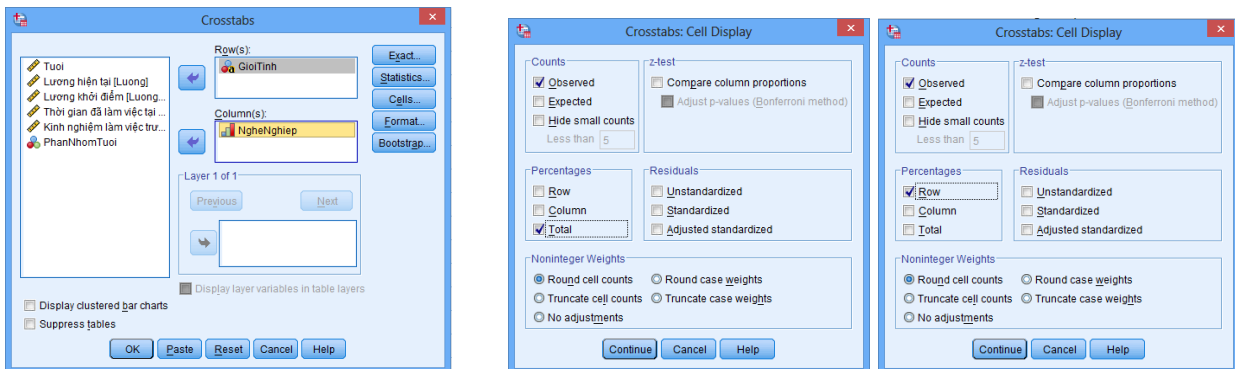 Crosstabs
Row(s):
Tuoi
Lương hiện tại [Luong]
Lương khởi điểm [Luong...
Thời gian đã làm việc tại ...
Kinh nghiệm làm việc trư...
PhanNhomTuoi
GioiTinh
Column(s):
NgheNghiep
Exact...
Statistics...
Cells...
Format...
Bootstrap...
Layer 1 of 1
Previous
Next
Display layer variables in table layers
Display clustered bar charts
Suppress tables
OK
Paste
Reset
Cancel
Help
Crosstabs: Cell Display
Counts
Observed
Expected
Hide small counts
Less than 5
z-test
Compare column proportions
Adjust p-values (Bonferroni method)
Percentages
Row
Column
Total
Residuals
Unstandardized
Standardized
Adjusted standardized
Noninteger Weights
Round cell counts
Round case weights
Truncate cell counts
Truncate case weights
No adjustments
Continue
Cancel
Help
Crosstabs: Cell Display
Counts
Observed
Expected
Hide small counts
Less than 5
z-test
Compare column proportions
Adjust p-values (Bonferroni method)
Percentages
Row
Column
Total
Residuals
Unstandardized
Standardized
Adjusted standardized
Noninteger Weights
Round cell counts
Round case weights
Truncate cell counts
Truncate case weights
No adjustments
Continue
Cancel
Help